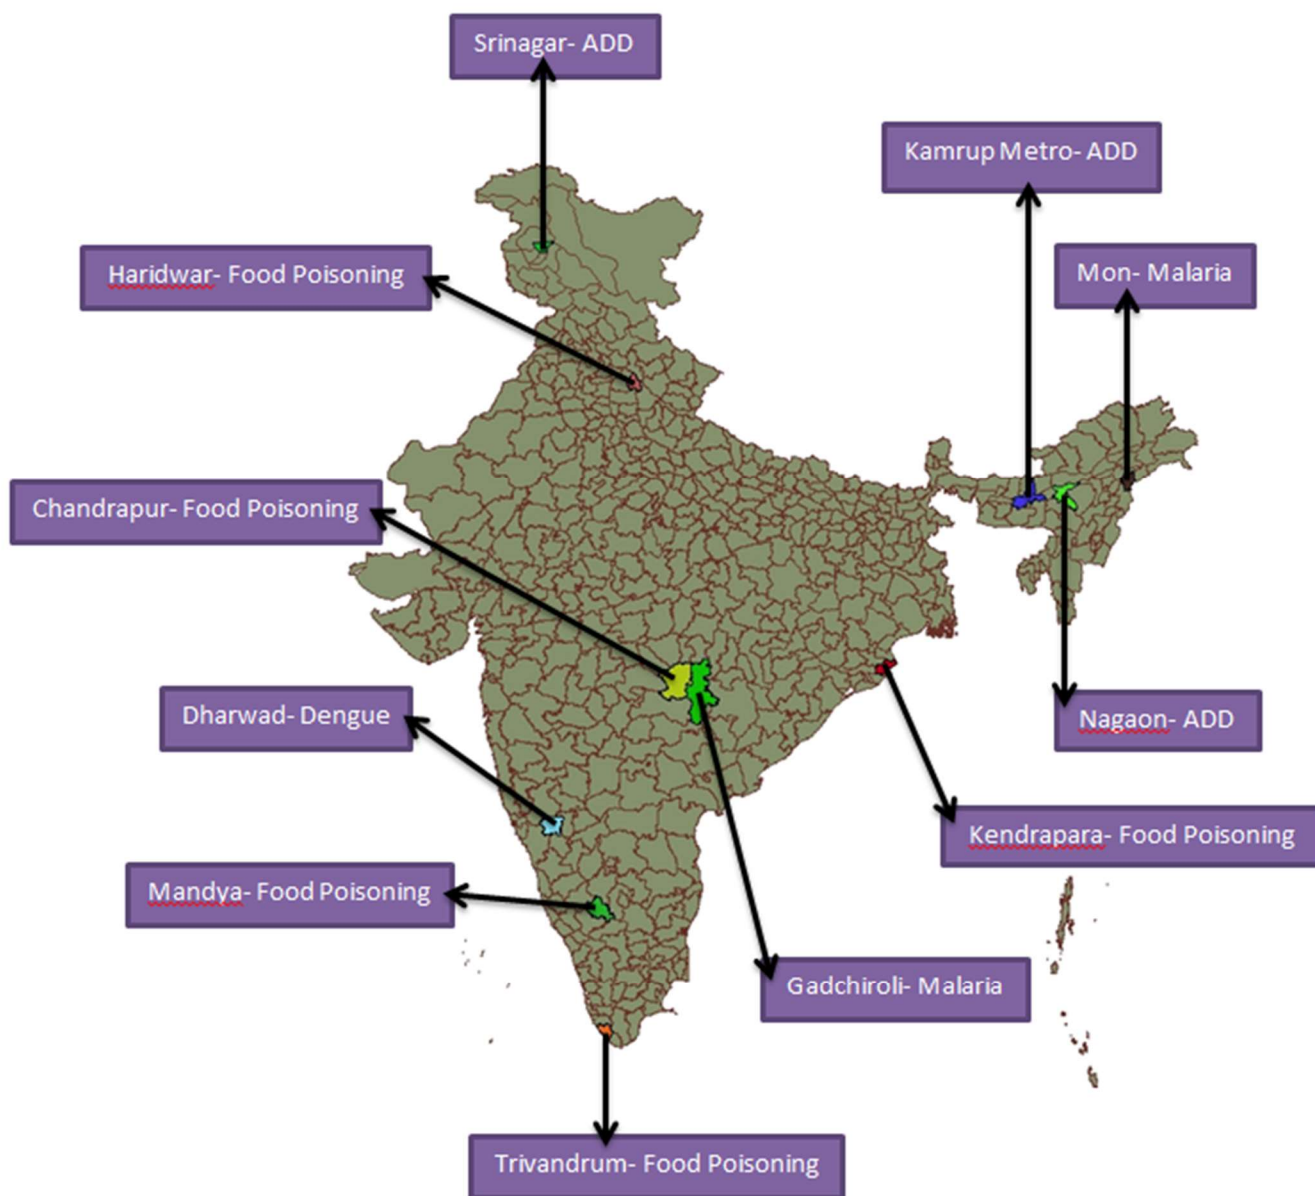 Srinagar- ADD
Kamrup Metro- ADD
Haridwar- Food Poisoning
Mon- Malaria
Chandrapur- Food Poisoning
Dharwad- Dengue
Nagaon- ADD
Kendrapara- Food Poisoning
Mandya- Food Poisoning
Gadchiroli- Malaria
Trivandrum- Food Poisoning